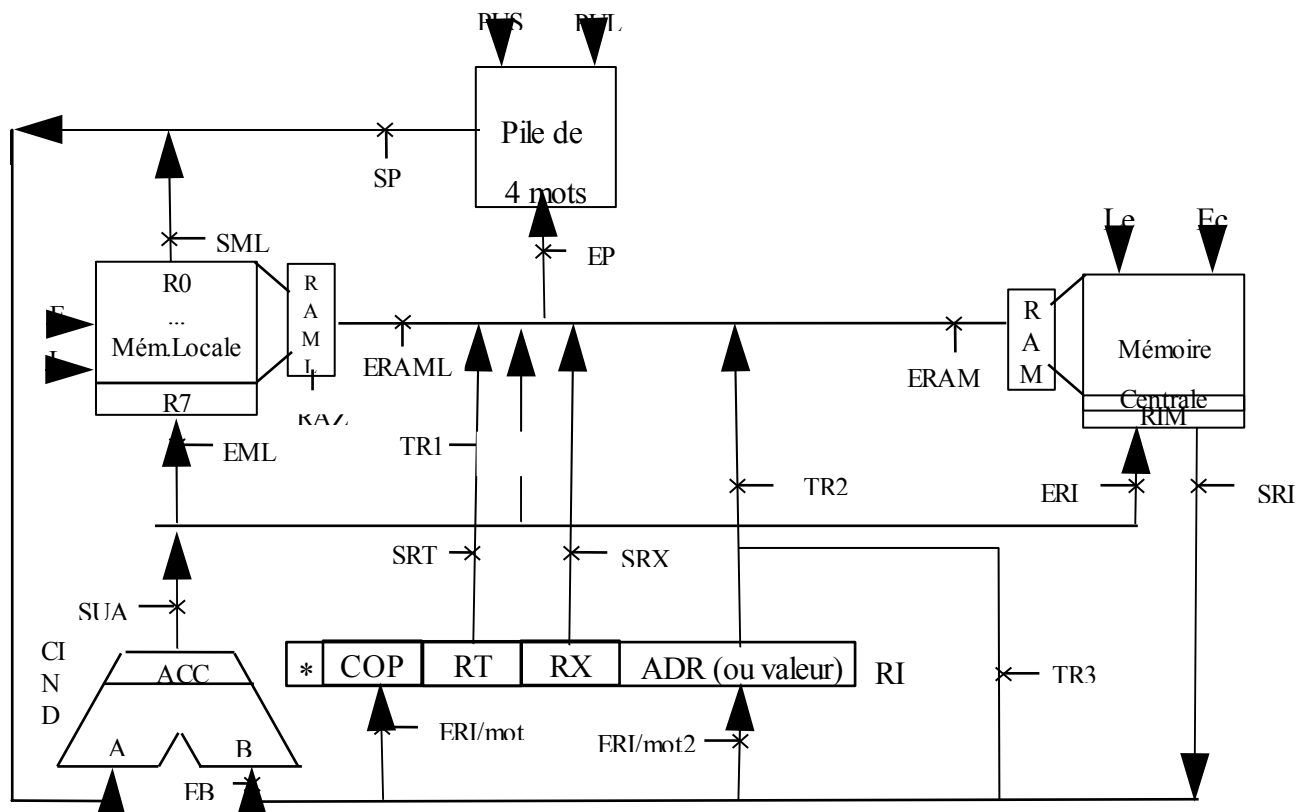 Pile de
4 mots
SP
SML
EP
R0
...
Mém.Locale
R7
R
A
M
L
ERAML
ERAM
R
A
M
Mémoire
Centrale
RIM
EML
TR1
TR2
ERI
SRI
SRT
SRX
SUA
CI
N
D
ACC
A
B
EB
*
COP
RT
RX
ADR (ou valeur)
RI
TR3
ERI/mot
ERI/mot2